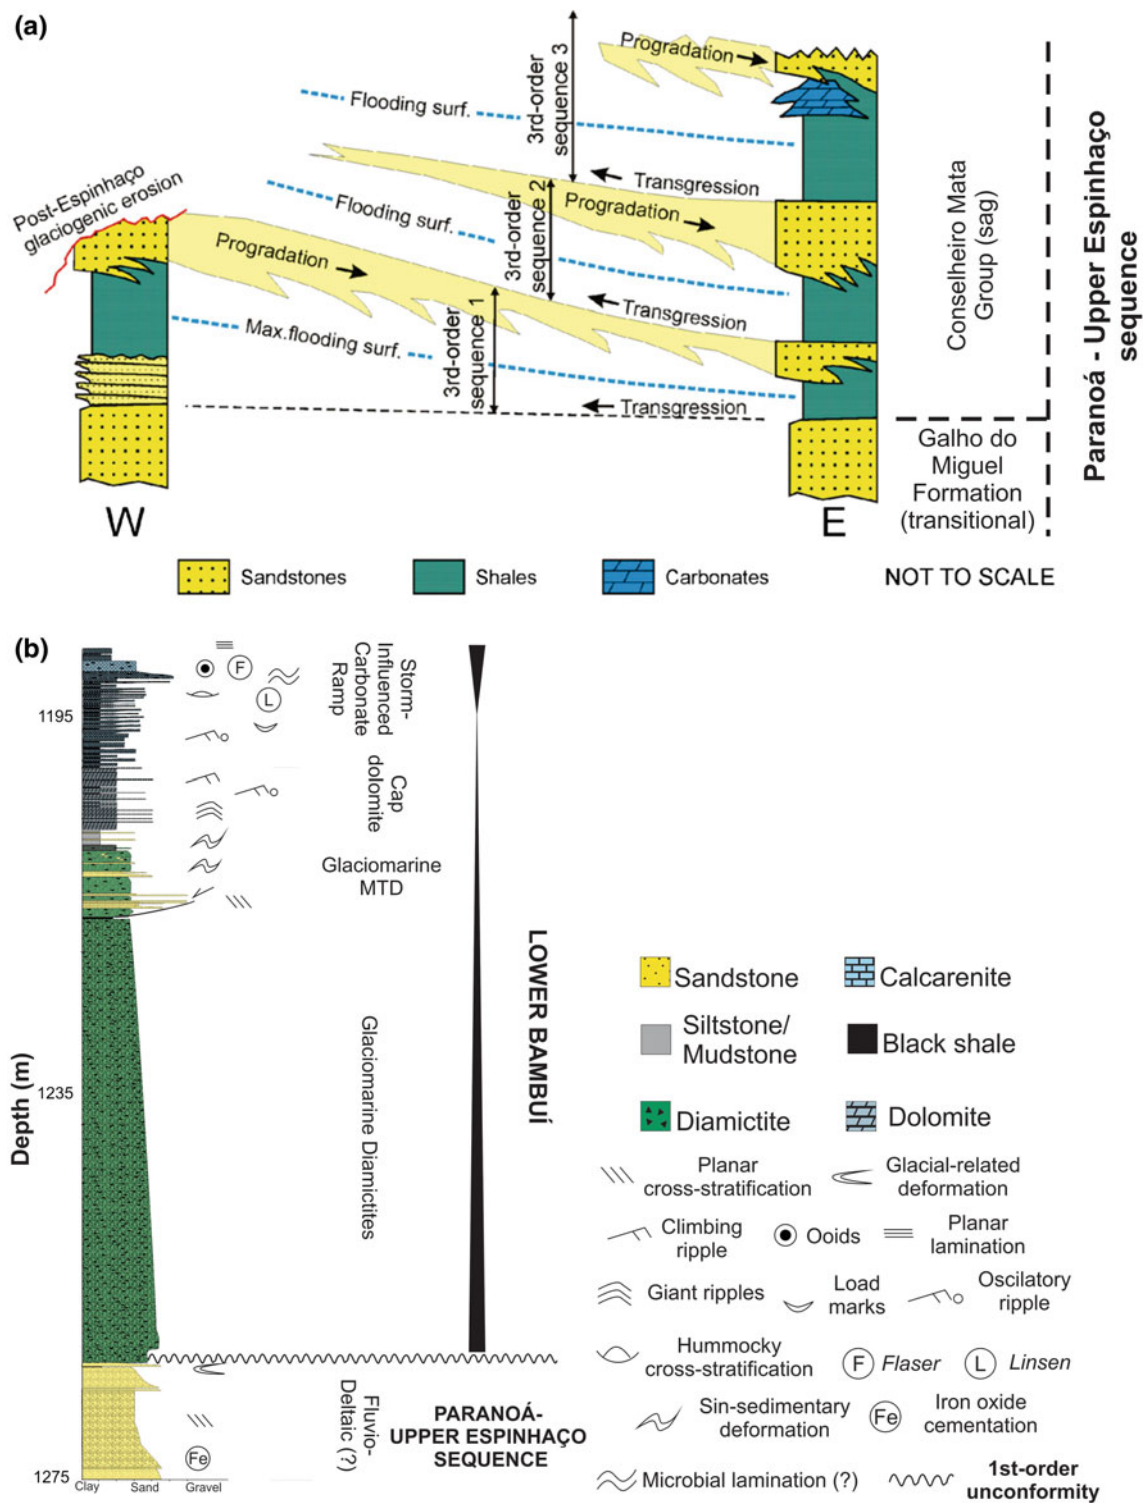 (a)
Progradation
3rd-order
sequence 3
Flooding surf.
Transgression
Post-Espinhaço
glaciogenic erosion
Flooding surf.
3rd-order
sequence 2
Progradation
Progradation
Transgression
Max.flooding surf.
3rd-order
sequence 1
Transgression
Conselheiro Mata
Group (sag)
Galho do
Miguel
Formation
(transitional)
Paranoá - Upper Espinhaço
sequence
W
E
Sandstones
Shales
Carbonates
NOT TO SCALE
(b)
Depth (m)
1195
1235
1275
Clay
Sand
Gravel
F
L
Fe
Storm-
Influenced
Carbonate
Ramp
Cap
dolomite
Glaciomarine
MTD
Glaciomarine Diamictites
Fluvio-
Deltaic (?)
LOWER BAMBUÍ
PARANOÁ-
UPPER ESPINHAÇO
SEQUENCE
Sandstone
Calcarenite
Siltstone/
Mudstone
Black shale
Diamictite
Dolomite
Planar
cross-stratification
Glacial-related
deformation
Climbing
ripple
Ooids
Planar
lamination
Giant ripples
Load
marks
Oscilatory
ripple
Hummocky
cross-stratification
F Flaser
L Linsen
Sin-sedimentary
deformation
Fe Iron oxide
cementation
Microbial lamination (?)
1st-order
unconformity